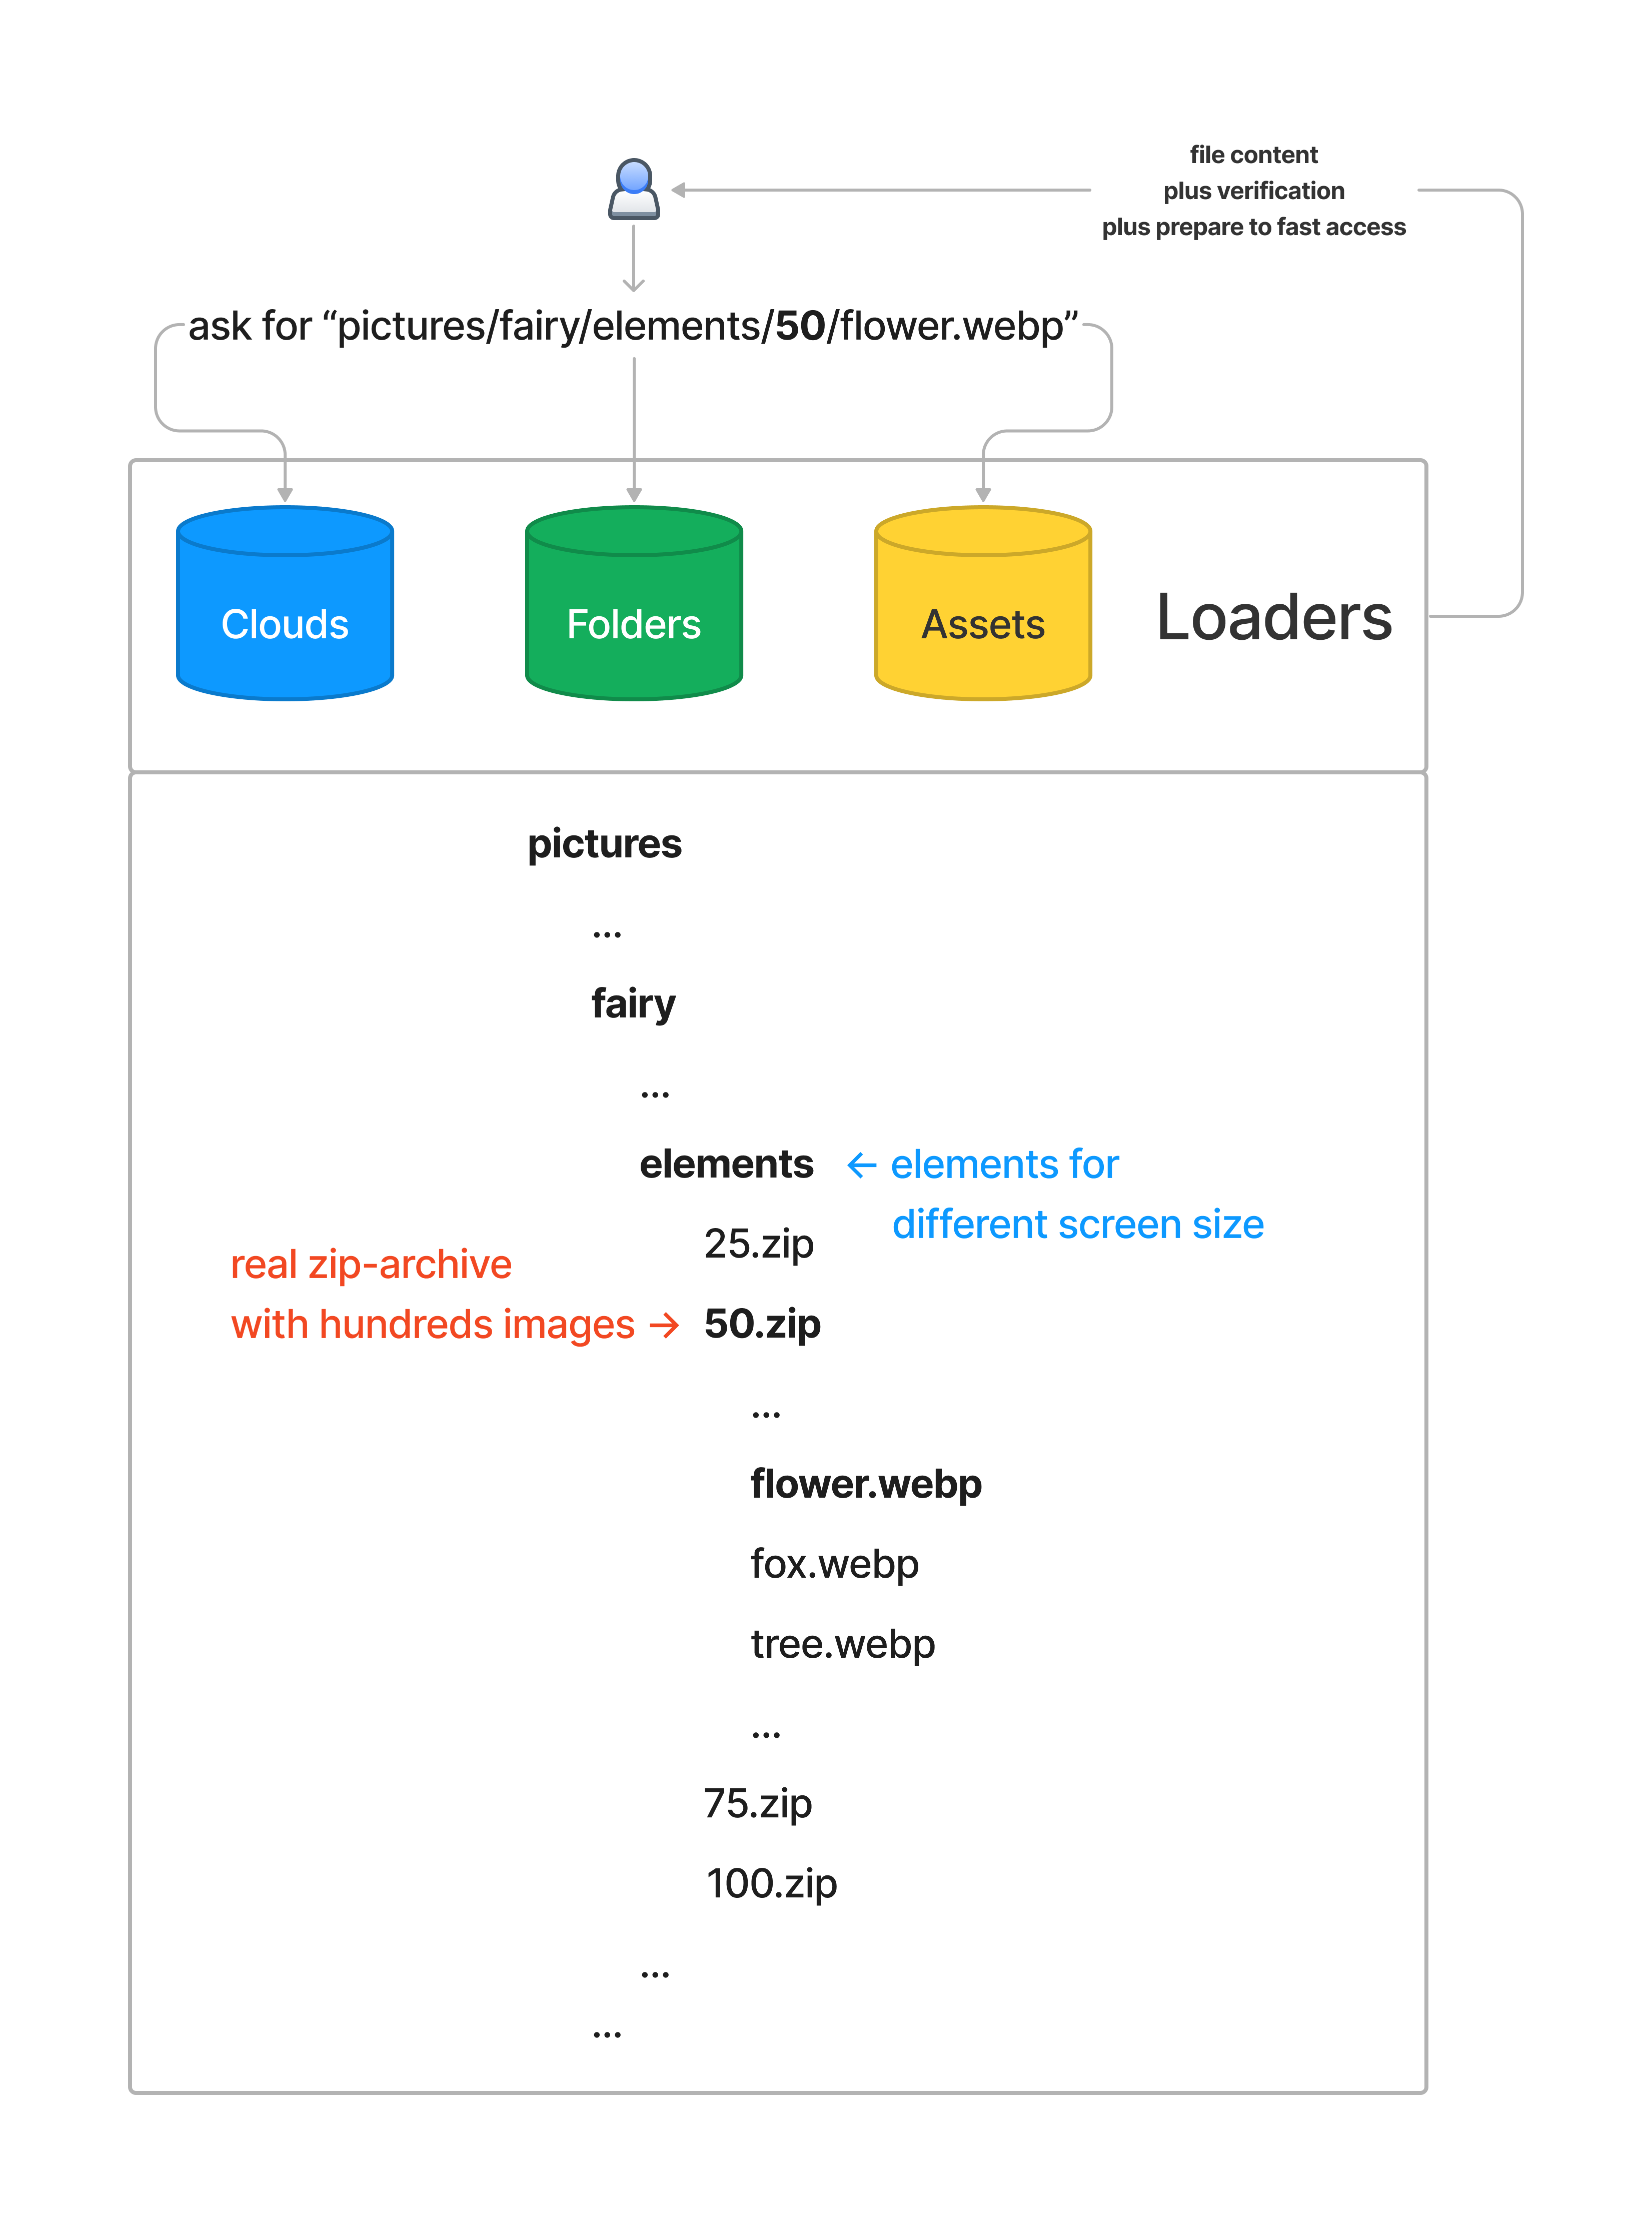 file content
plus verification
plus prepare to fast access
ask for “pictures/fairy/elements/50/flower.webp”
Clouds
Folders
Assets
Loaders
pictures
...
fairy
...
elements
← elements for
different screen size
25.zip
real zip-archive
with hundreds images →
50.zip
...
flower.webp
fox.webp
tree.webp
...
75.zip
100.zip
...
...